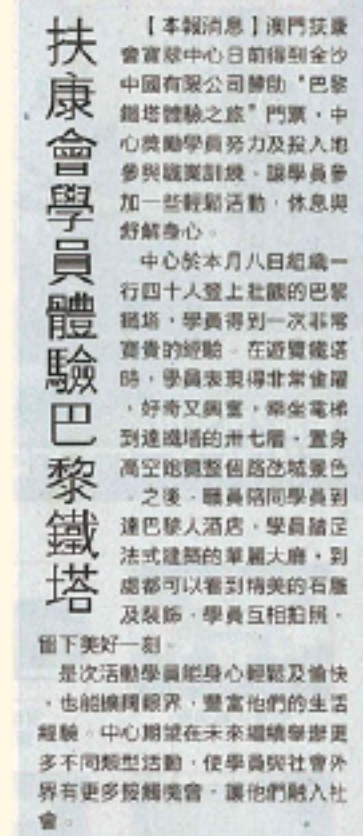 扶康會學員體驗巴黎鐵塔
【本報消息】澳門扶康
會寶翠中心日前得到金沙
中國有限公司贊助“巴黎
鐵塔體驗之旅”門票，中
心獎勵學員努力及投入地
參與職業訓練，讓學員參
加一些輕鬆活動，休息與
舒解身心。
中心於本月八日組織一
行四十人登上壯觀的巴黎
鐵塔，學員得到一次非常
寶貴的經驗。在遊覽鐵塔
時，學員表現得非常雀躍
，好奇又興奮，乘坐電梯
到達鐵塔的卅七層，置身
高空飽覽整個路氹城景色
。之後，職員陪同學員到
達巴黎人酒店，學員踏足
法式建築的華麗大廳，到
處都可以看到精美的石雕
及裝飾，學員互相拍照，
留下美好一刻。
是次活動學員能身心輕鬆及愉快
，也能擴闊眼界，豐富他們的生活
經驗。中心期望在未來繼續舉辦更
多不同類型活動，使學員與社會外
界有更多接觸機會，讓他們融入社
會。